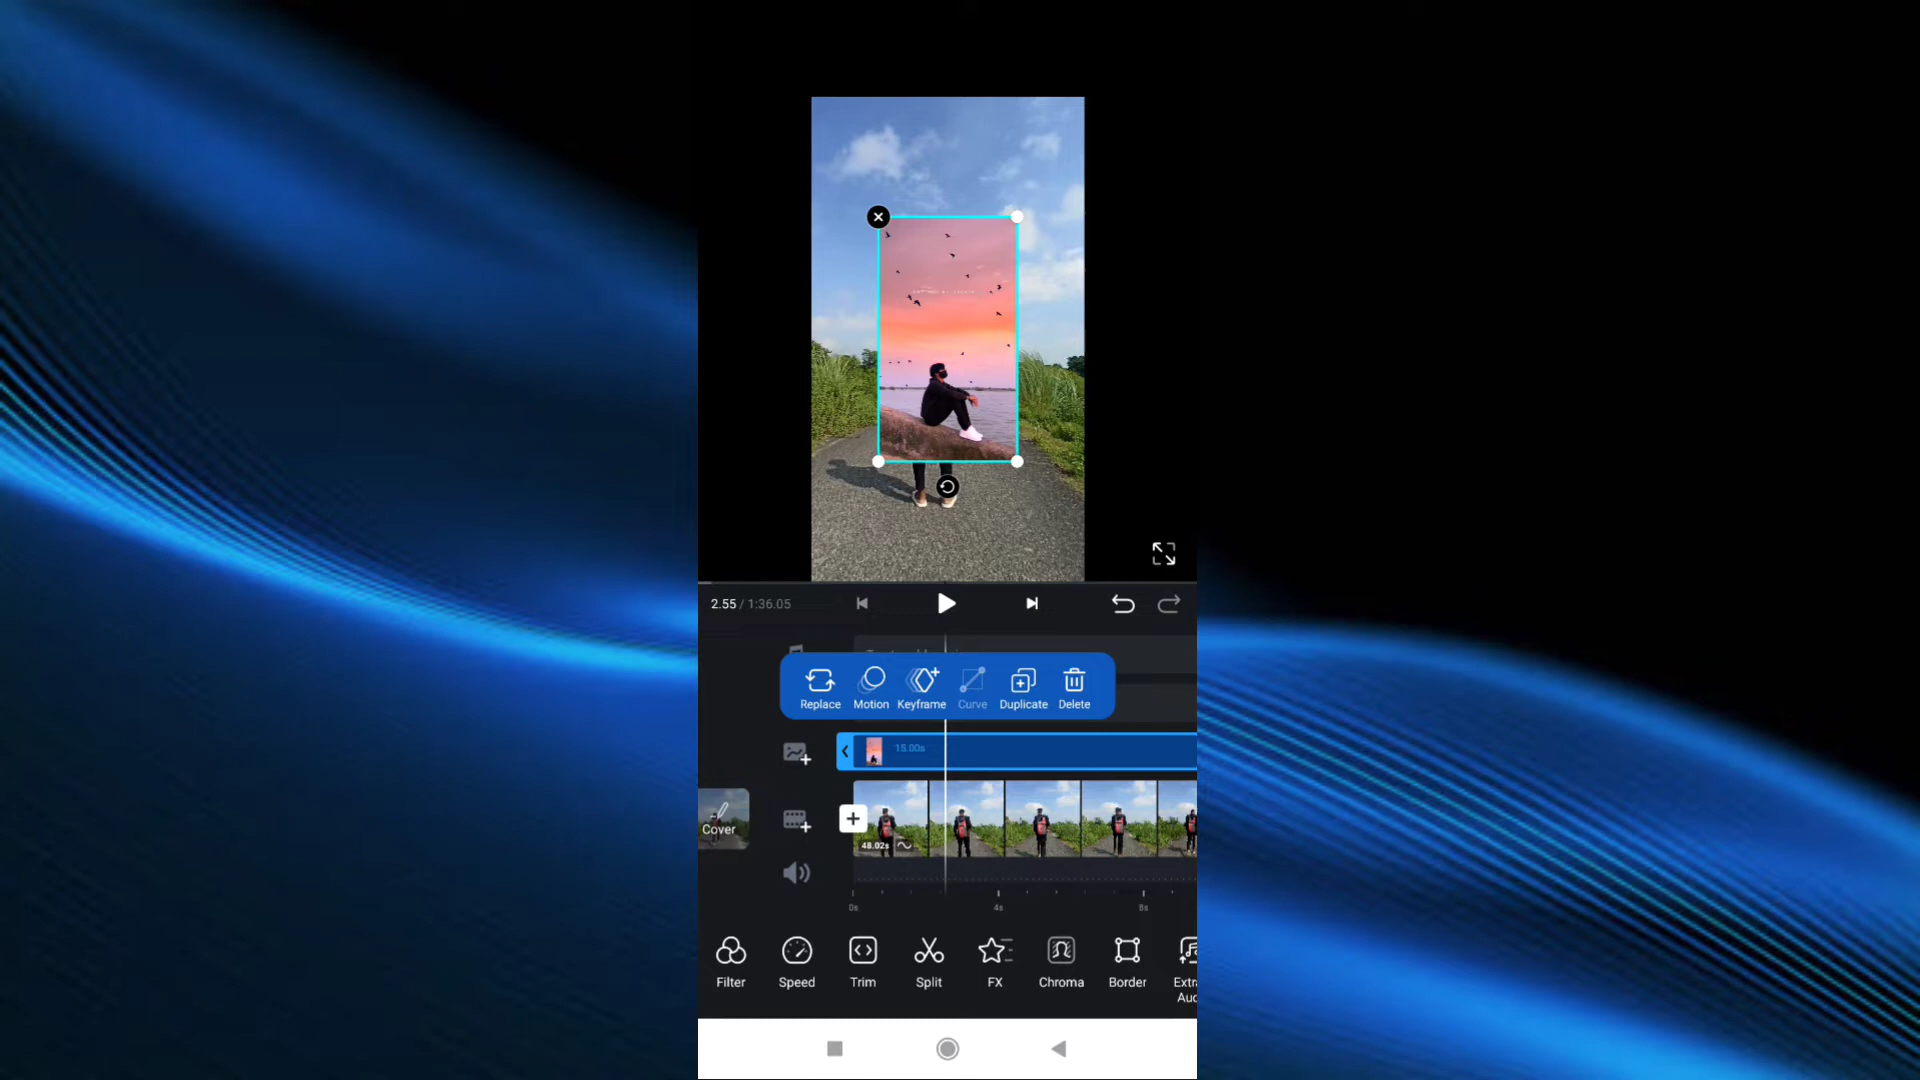 2.55 / 1:36.05
Replace Motion Keyframe Curve Duplicate Delete
15.00s
Cover
48.02s
0s 4s 8s
Filter Speed Trim Split FX Chroma Border